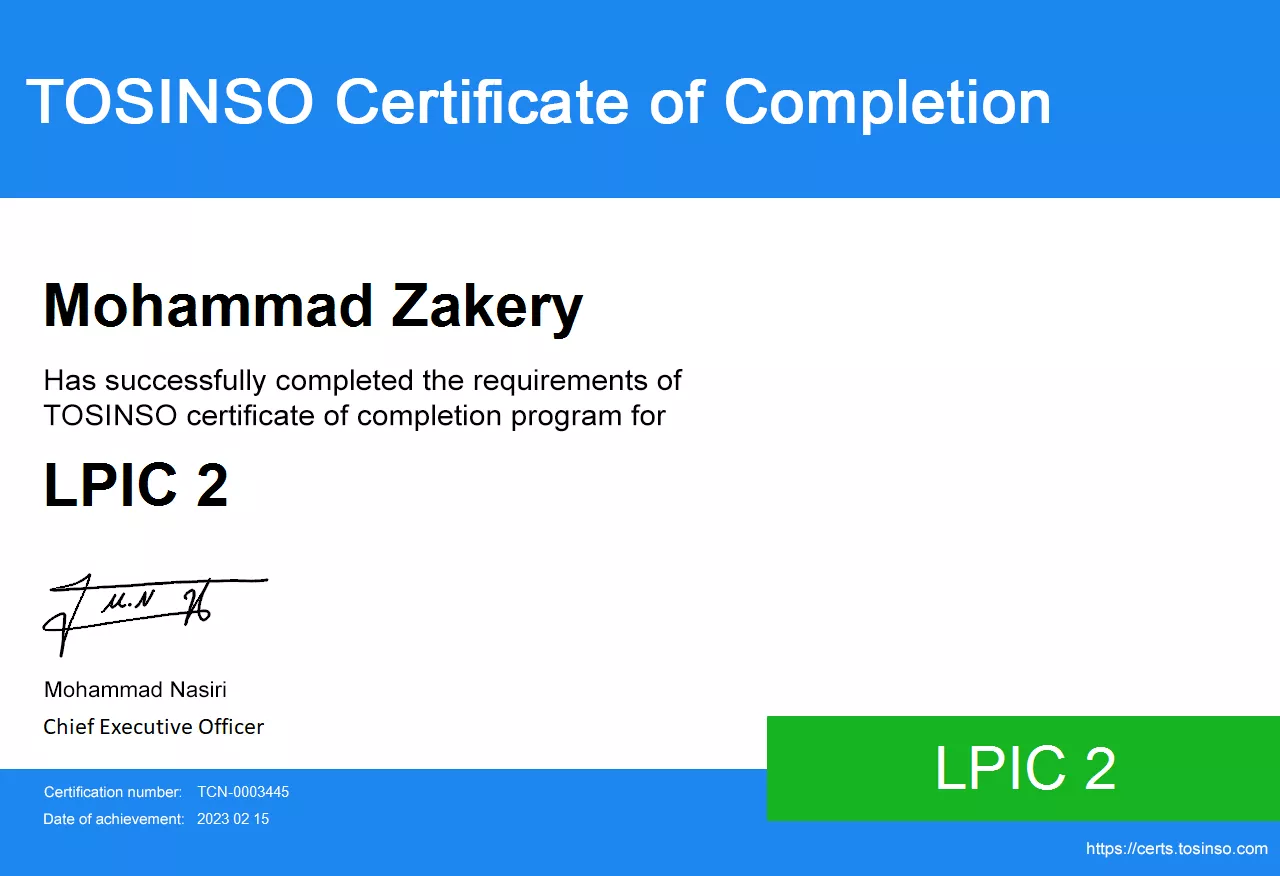 TOSINSO Certificate of Completion
Mohammad Zakery
Has successfully completed the requirements of
TOSINSO certificate of completion program for
LPIC 2
M.N
Mohammad Nasiri
Chief Executive Officer
LPIC 2
Certification number: TCN-0003445
Date of achievement: 2023 02 15
https://certs.tosinso.com